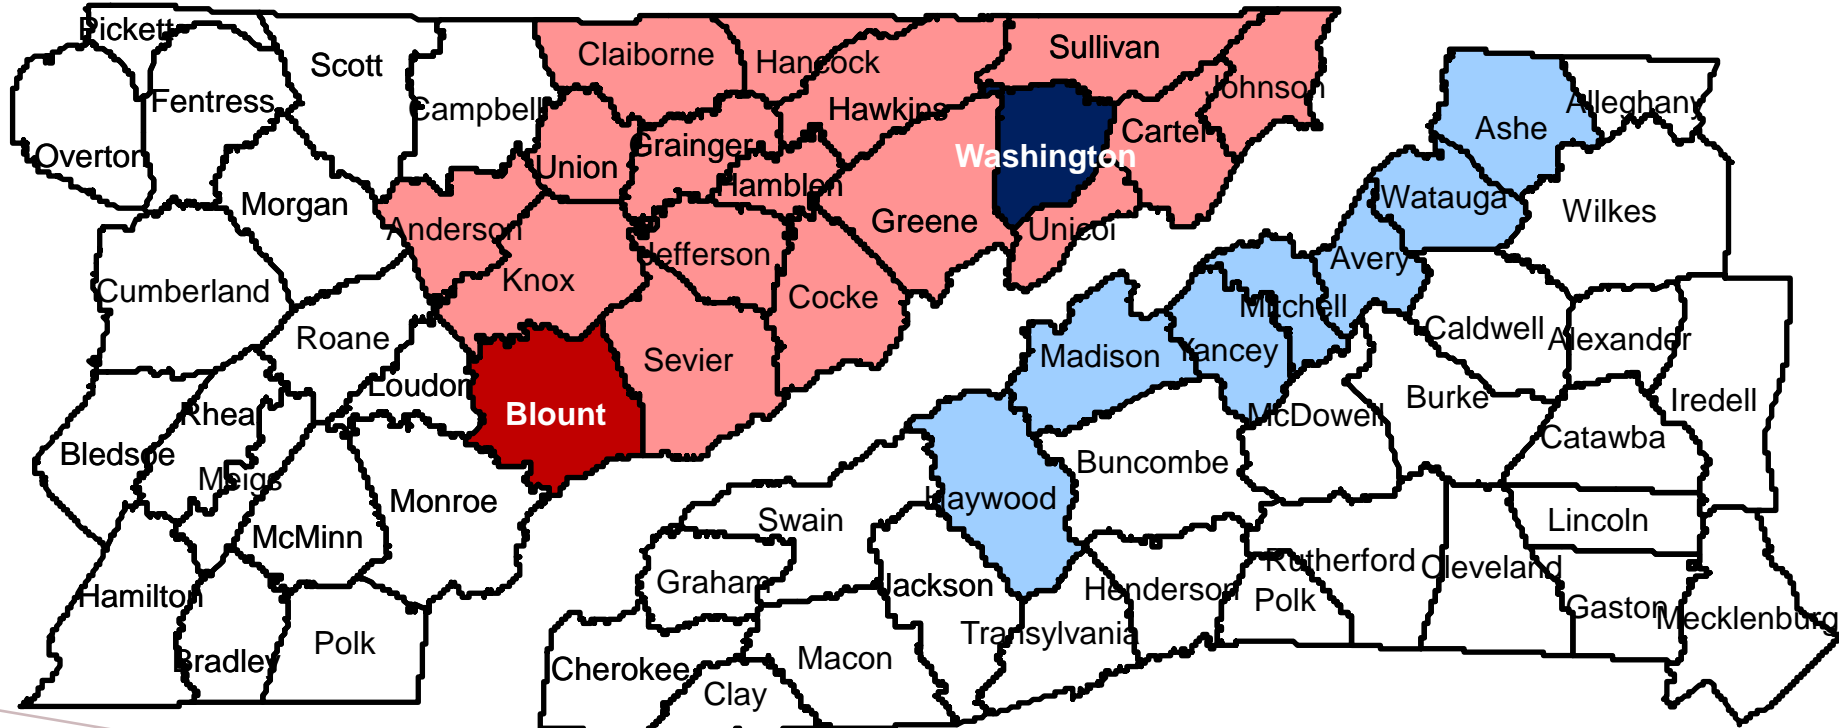 Pickett
Scott
Claiborne
Hancock
Sullivan
Johnson
Fentress
Campbell
Hawkins
Carter
Ashe
Alleghany
Overton
Union
Grainger
Washington
Hamblen
Morgan
Anderson
Greene
Unicoi
Watauga
Wilkes
Cumberland
Knox
Jefferson
Cocke
Avery
Mitchell
Roane
Sevier
Madison
Yancey
Caldwell
Alexander
Loudon
Rhea
Blount
McDowell
Burke
Iredell
Bledsoe
Meigs
Monroe
Buncombe
Catawba
Haywood
McMinn
Swain
Lincoln
Hamilton
Graham
Jackson
Henderson
Rutherford
Cleveland
Polk
Gaston
Mecklenburg
Bradley
Polk
Transylvania
Cherokee
Macon
Clay